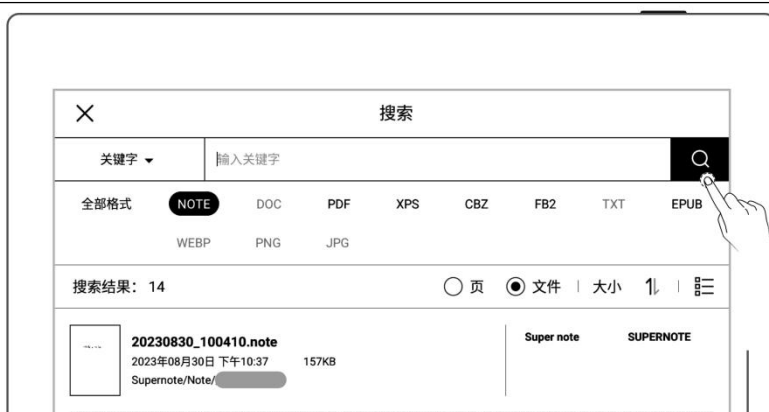 搜索
关键字 输入关键字
全部格式 NOTE DOC PDF XPS CBZ FB2 TXT EPUB
WEBP PNG JPG
搜索结果： 14 页 文件 大小
20230830_100410.note Super note SUPERNOTE
2023年08月30日 下午10:37 157KB
Supernote/Note/